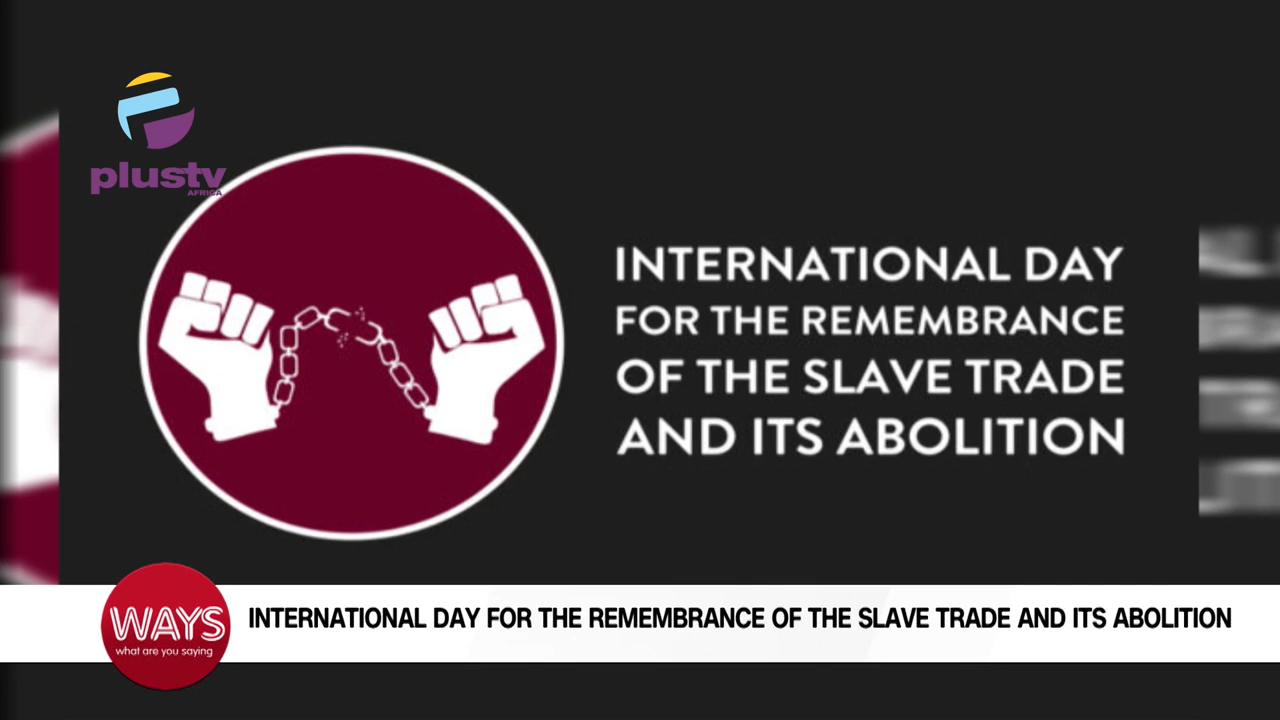 plustv
AFRICA
INTERNATIONAL DAY
FOR THE REMEMBRANCE
OF THE SLAVE TRADE
AND ITS ABOLITION
WAYS
what are you saying
INTERNATIONAL DAY FOR THE REMEMBRANCE OF THE SLAVE TRADE AND ITS ABOLITION